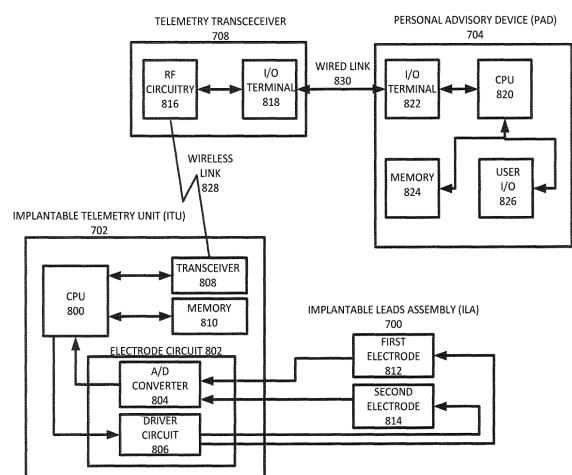 TELEMETRY TRANSCECEIVER
708
RF
CIRCUITRY
816
I/O
TERMINAL
818
WIRED LINK
830
PERSONAL ADVISORY DEVICE (PAD)
704
I/O
TERMINAL
822
CPU
820
MEMORY
824
USER
I/O
826
WIRELESS
LINK
828
IMPLANTABLE TELEMETRY UNIT (ITU)
702
CPU
800
TRANSCEIVER
808
MEMORY
810
ELECTRODE CIRCUIT 802
A/D
CONVERTER
804
DRIVER
CIRCUIT
806
IMPLANTABLE LEADS ASSEMBLY (ILA)
700
FIRST
ELECTRODE
812
SECOND
ELECTRODE
814